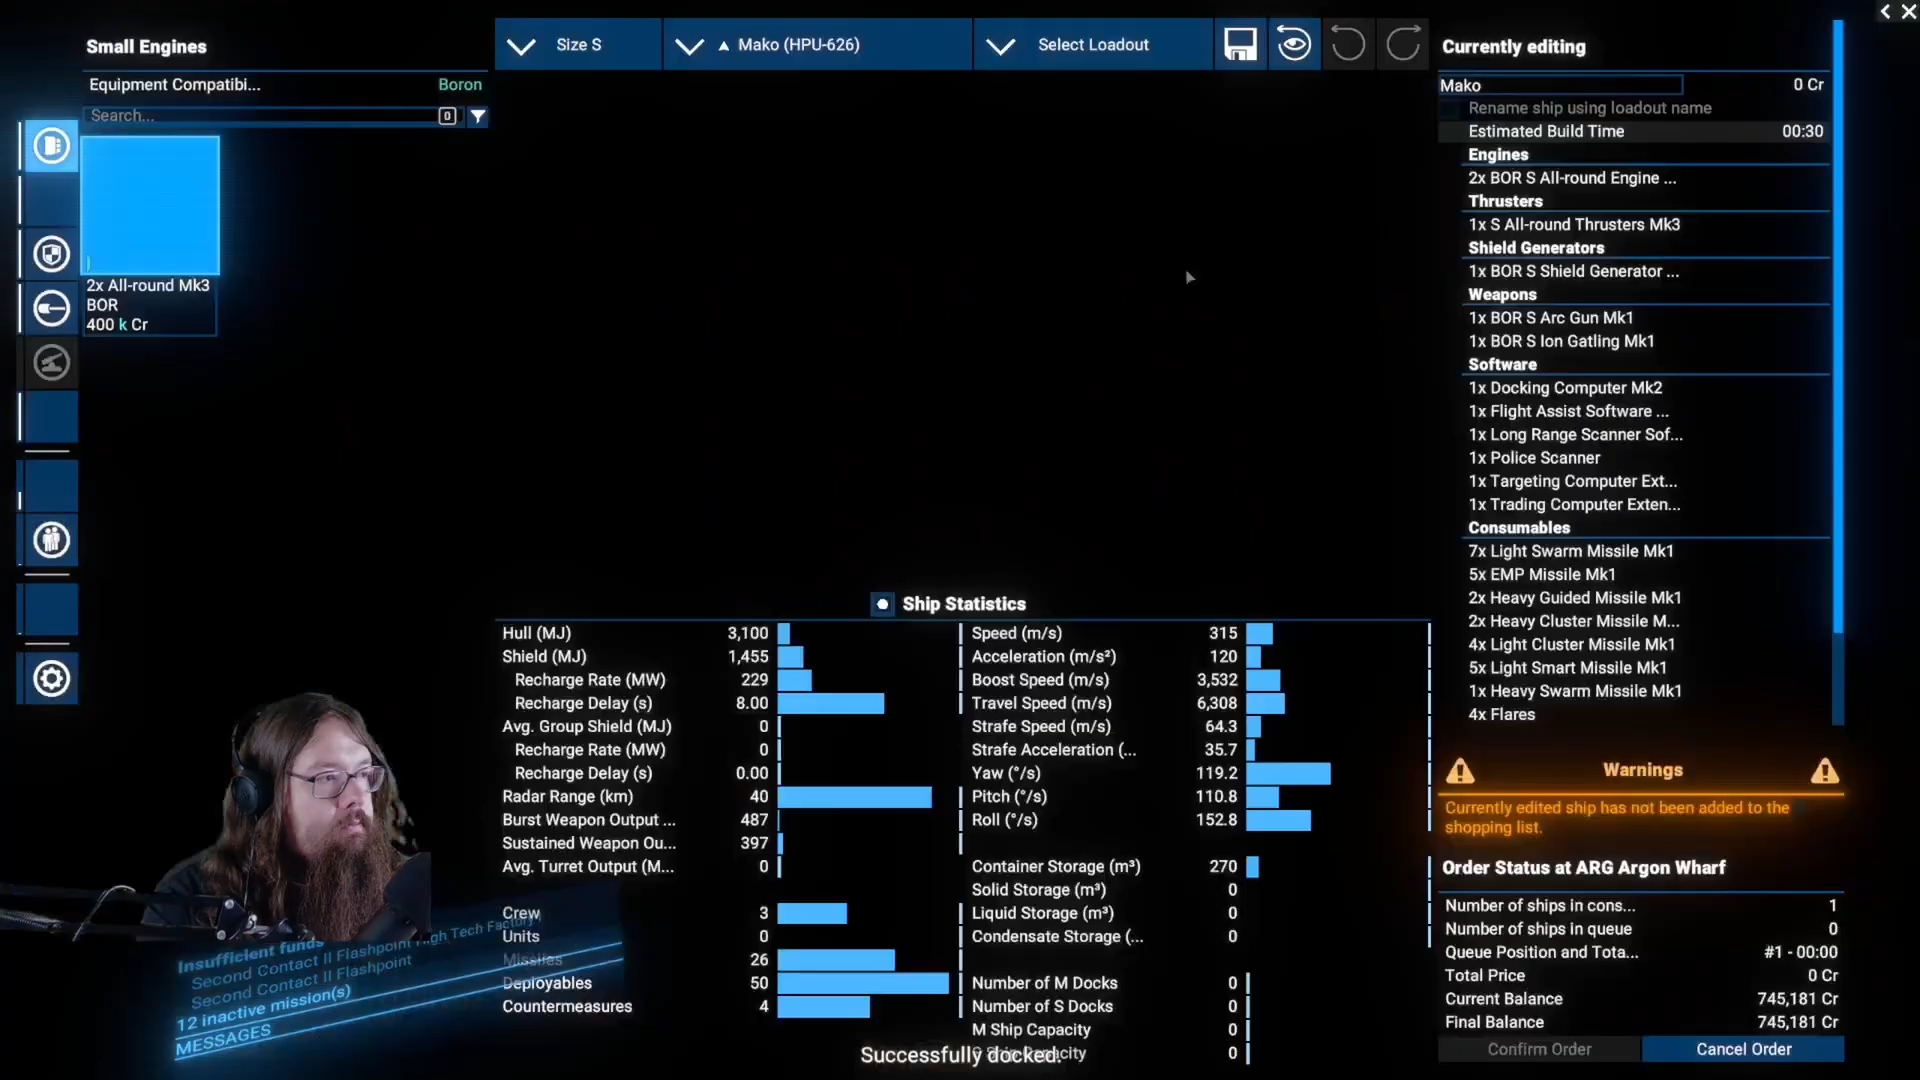 Small Engines
Equipment Compatibi... Boron
Search... 0
2x All-round Mk3
BOR
400 k Cr
Size S
▲ Mako (HPU-626)
Select Loadout
Ship Statistics
Hull (MJ) 3,100
Shield (MJ) 1,455
Recharge Rate (MW) 229
Recharge Delay (s) 8.00
Avg. Group Shield (MJ) 0
Recharge Rate (MW) 0
Recharge Delay (s) 0.00
Radar Range (km) 40
Burst Weapon Output ... 487
Sustained Weapon Ou... 397
Avg. Turret Output (M... 0
Crew 3
Units 0
Missiles 26
Deployables 50
Countermeasures 4
Speed (m/s) 315
Acceleration (m/s²) 120
Boost Speed (m/s) 3,532
Travel Speed (m/s) 6,308
Strafe Speed (m/s) 64.3
Strafe Acceleration (... 35.7
Yaw (°/s) 119.2
Pitch (°/s) 110.8
Roll (°/s) 152.8
Container Storage (m³) 270
Solid Storage (m³) 0
Liquid Storage (m³) 0
Condensate Storage (... 0
Number of M Docks 0
Number of S Docks 0
M Ship Capacity 0
S Ship Capacity 0
Successfully docked.
Insufficient funds
Second Contact II Flashpoint High Tech Factory
Second Contact II Flashpoint
12 inactive mission(s)
MESSAGES
Currently editing
Mako 0 Cr
Rename ship using loadout name
Estimated Build Time 00:30
Engines
2x BOR S All-round Engine ...
Thrusters
1x S All-round Thrusters Mk3
Shield Generators
1x BOR S Shield Generator ...
Weapons
1x BOR S Arc Gun Mk1
1x BOR S Ion Gatling Mk1
Software
1x Docking Computer Mk2
1x Flight Assist Software ...
1x Long Range Scanner Sof...
1x Police Scanner
1x Targeting Computer Ext...
1x Trading Computer Exten...
Consumables
7x Light Swarm Missile Mk1
5x EMP Missile Mk1
2x Heavy Guided Missile Mk1
2x Heavy Cluster Missile M...
4x Light Cluster Missile Mk1
5x Light Smart Missile Mk1
1x Heavy Swarm Missile Mk1
4x Flares
Warnings
Currently edited ship has not been added to the
shopping list.
Order Status at ARG Argon Wharf
Number of ships in cons... 1
Number of ships in queue 0
Queue Position and Tota... #1 - 00:00
Total Price 0 Cr
Current Balance 745,181 Cr
Final Balance 745,181 Cr
Confirm Order
Cancel Order